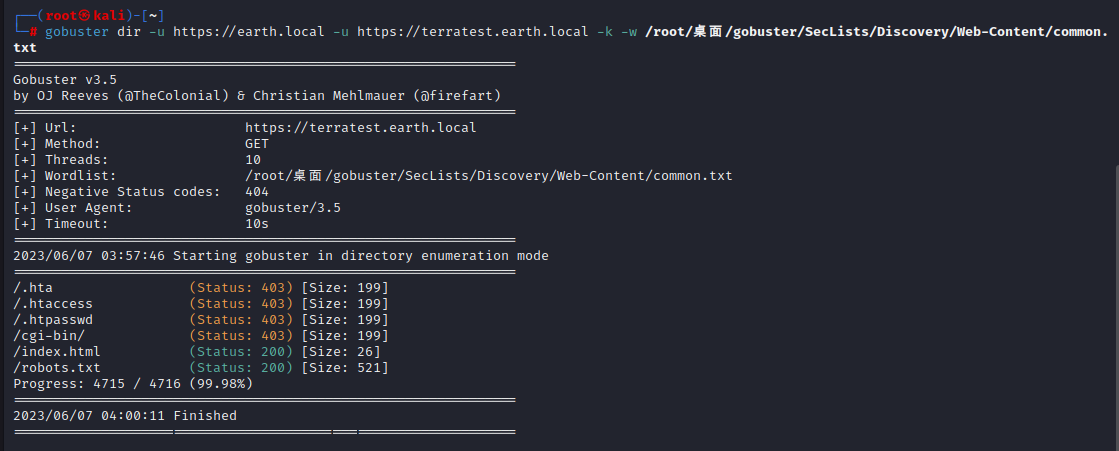 ┌──(root㉿kali)-[~]
└─# gobuster dir -u https://earth.local -u https://terratest.earth.local -k -w /root/桌面/gobuster/SecLists/Discovery/Web-Content/common.
txt
===============================================================
Gobuster v3.5
by OJ Reeves (@TheColonial) & Christian Mehlmauer (@firefart)
===============================================================
[+] Url:                     https://terratest.earth.local
[+] Method:                  GET
[+] Threads:                 10
[+] Wordlist:                /root/桌面/gobuster/SecLists/Discovery/Web-Content/common.txt
[+] Negative Status codes:   404
[+] User Agent:              gobuster/3.5
[+] Timeout:                 10s
===============================================================
2023/06/07 03:57:46 Starting gobuster in directory enumeration mode
===============================================================
/.hta                 (Status: 403) [Size: 199]
/.htaccess            (Status: 403) [Size: 199]
/.htpasswd            (Status: 403) [Size: 199]
/cgi-bin/             (Status: 403) [Size: 199]
/index.html           (Status: 200) [Size: 26]
/robots.txt           (Status: 200) [Size: 521]
Progress: 4715 / 4716 (99.98%)
===============================================================
2023/06/07 04:00:11 Finished
===============================================================